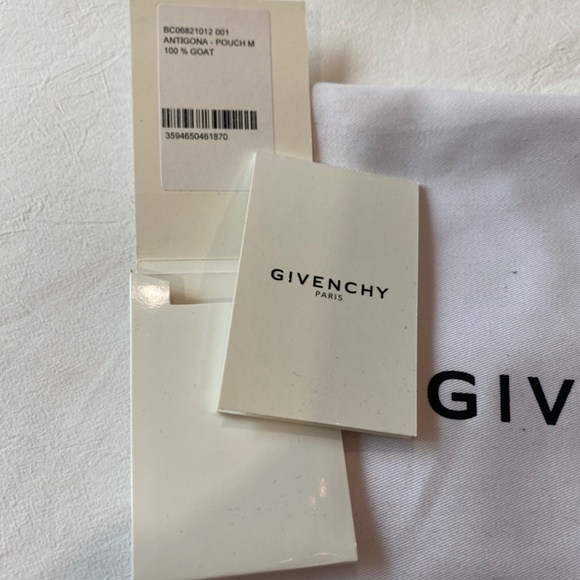 BC06821012 001
ANTIGONA - POUCH M
100 % GOAT
3594650461870
GIVENCHY
PARIS
GIV